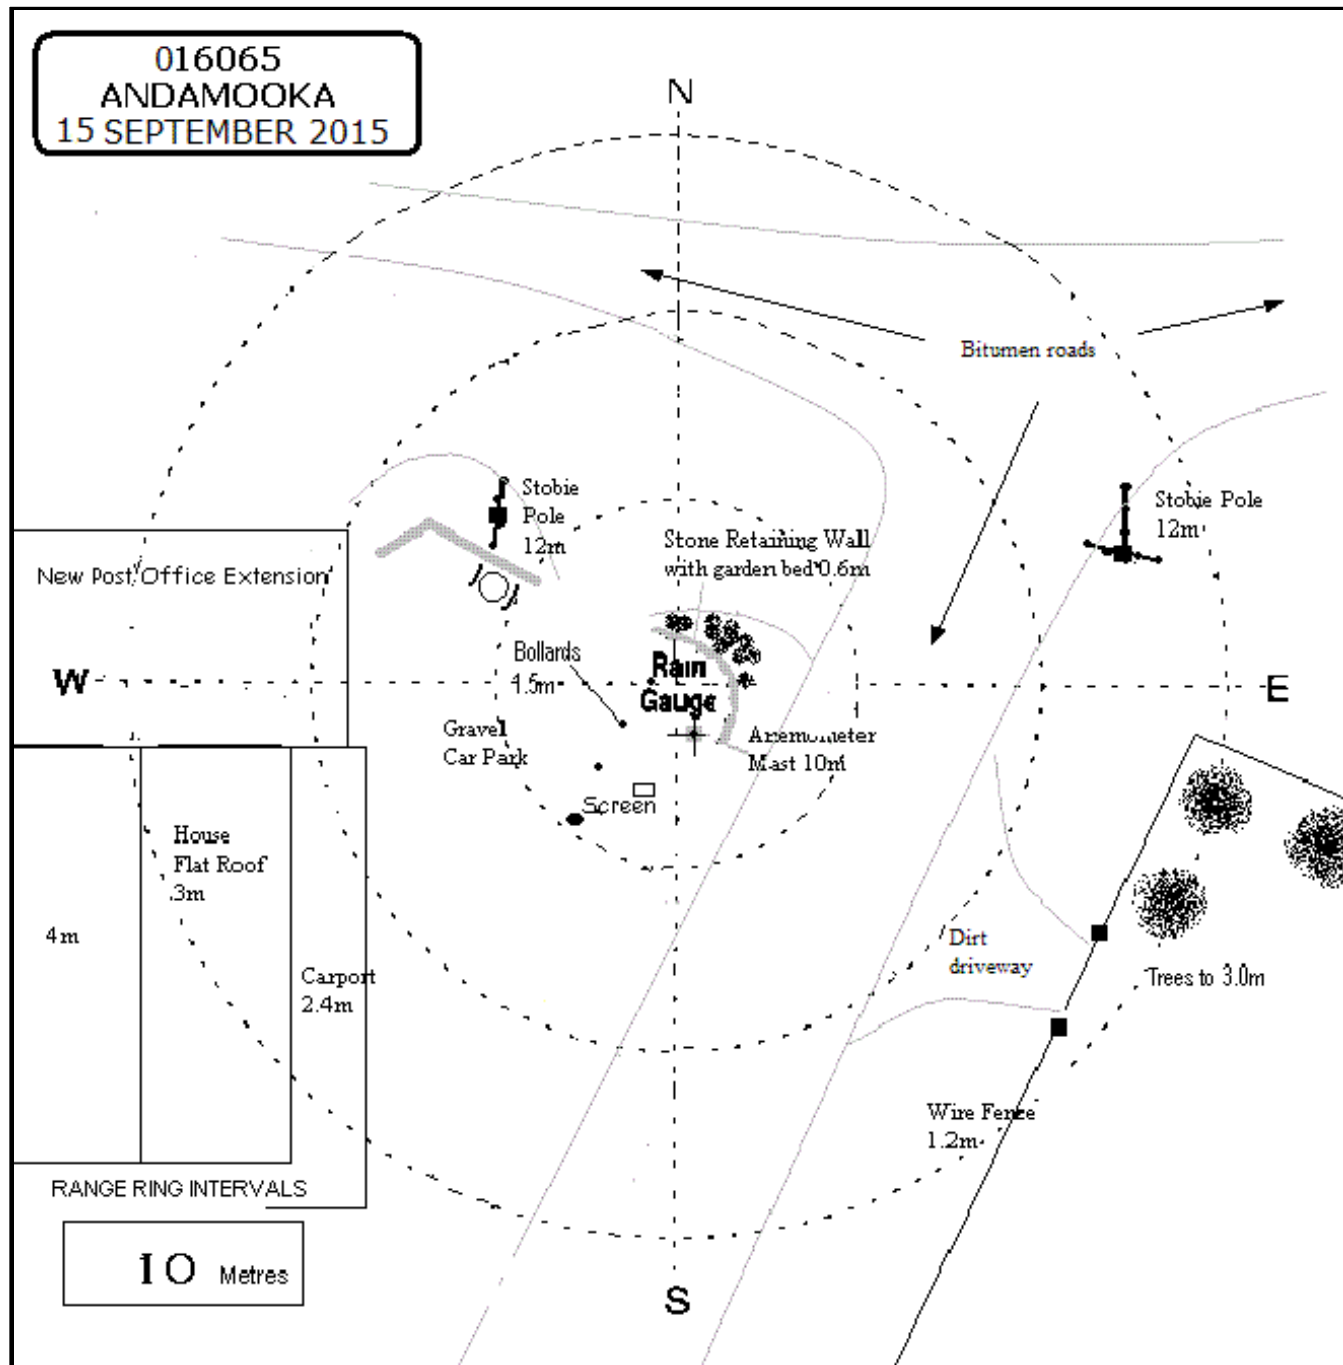 016065
ANDAMOOKA
15 SEPTEMBER 2015
N
Bitumen roads
Stobie
Pole
12m
Stobie Pole
12m
Stone Retaining Wall
with garden bed 0.6m
New Post Office Extension
Bollards
1.5m
Rain
Gauge
W
E
Gravel
Car Park
Anemometer
Mast 10m
Screen
House
Flat Roof
3m
4m
Carport
2.4m
Dirt
driveway
Trees to 3.0m
Wire Fence
1.2m
RANGE RING INTERVALS
10 Metres
S